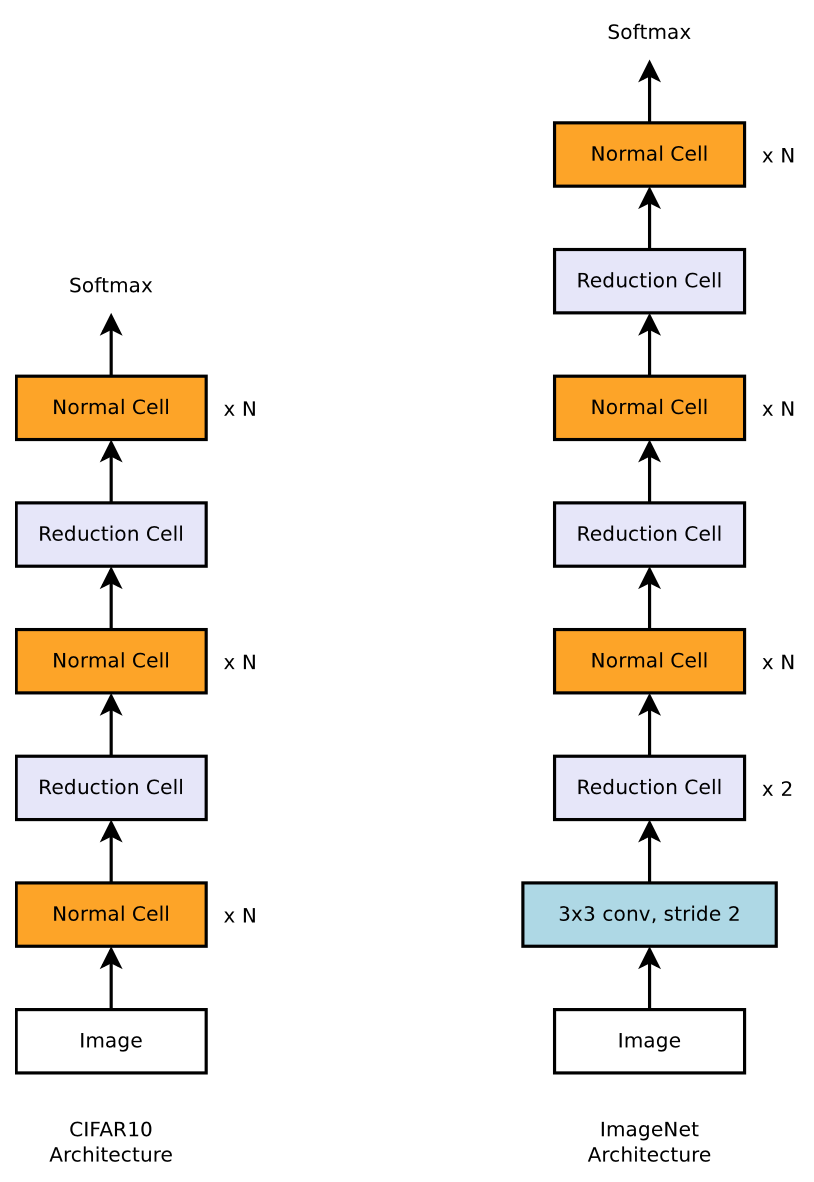 Softmax
Normal Cell x N
Reduction Cell
Normal Cell x N
Reduction Cell
Normal Cell x N
Image
CIFAR10
Architecture
Softmax
Normal Cell x N
Reduction Cell
Normal Cell x N
Reduction Cell
Normal Cell x N
Reduction Cell x 2
3x3 conv, stride 2
Image
ImageNet
Architecture